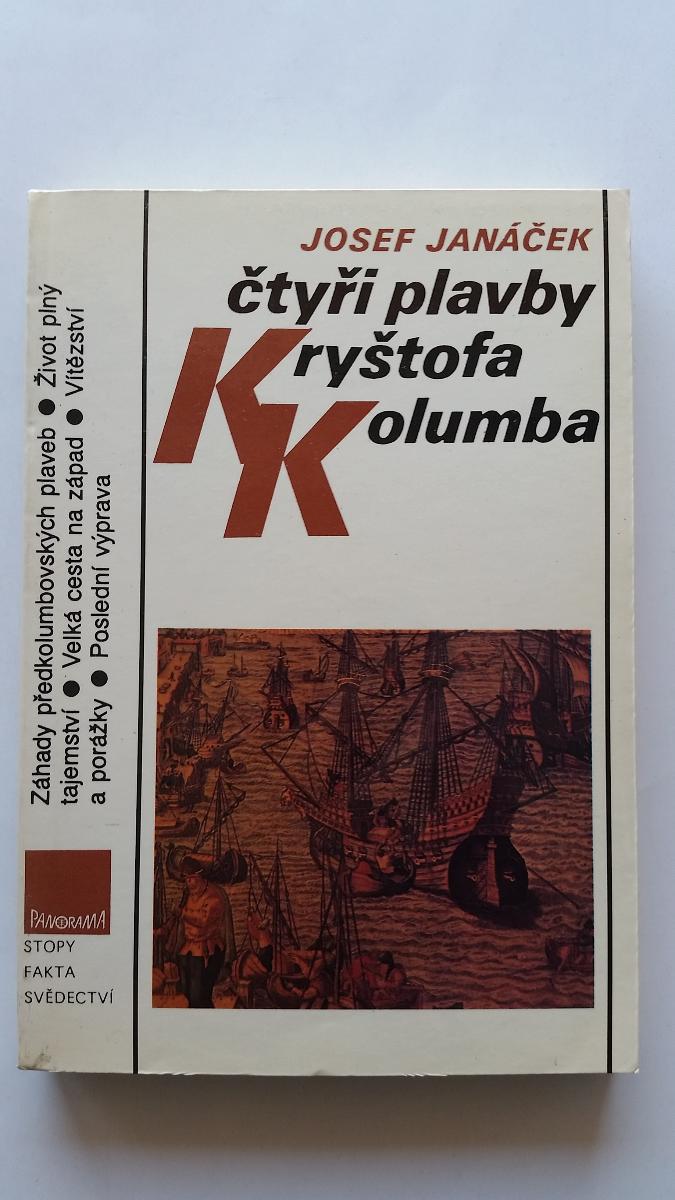 JOSEF JANÁČEK
čtyři plavby
Kryštofa
Kolumba
Záhady předkolumbovských plaveb ● Život plný
tajemství ● Velká cesta na západ ● Vítězství
a porážky ● Poslední výprava
PANORAMA
STOPY
FAKTA
SVĚDECTVÍ